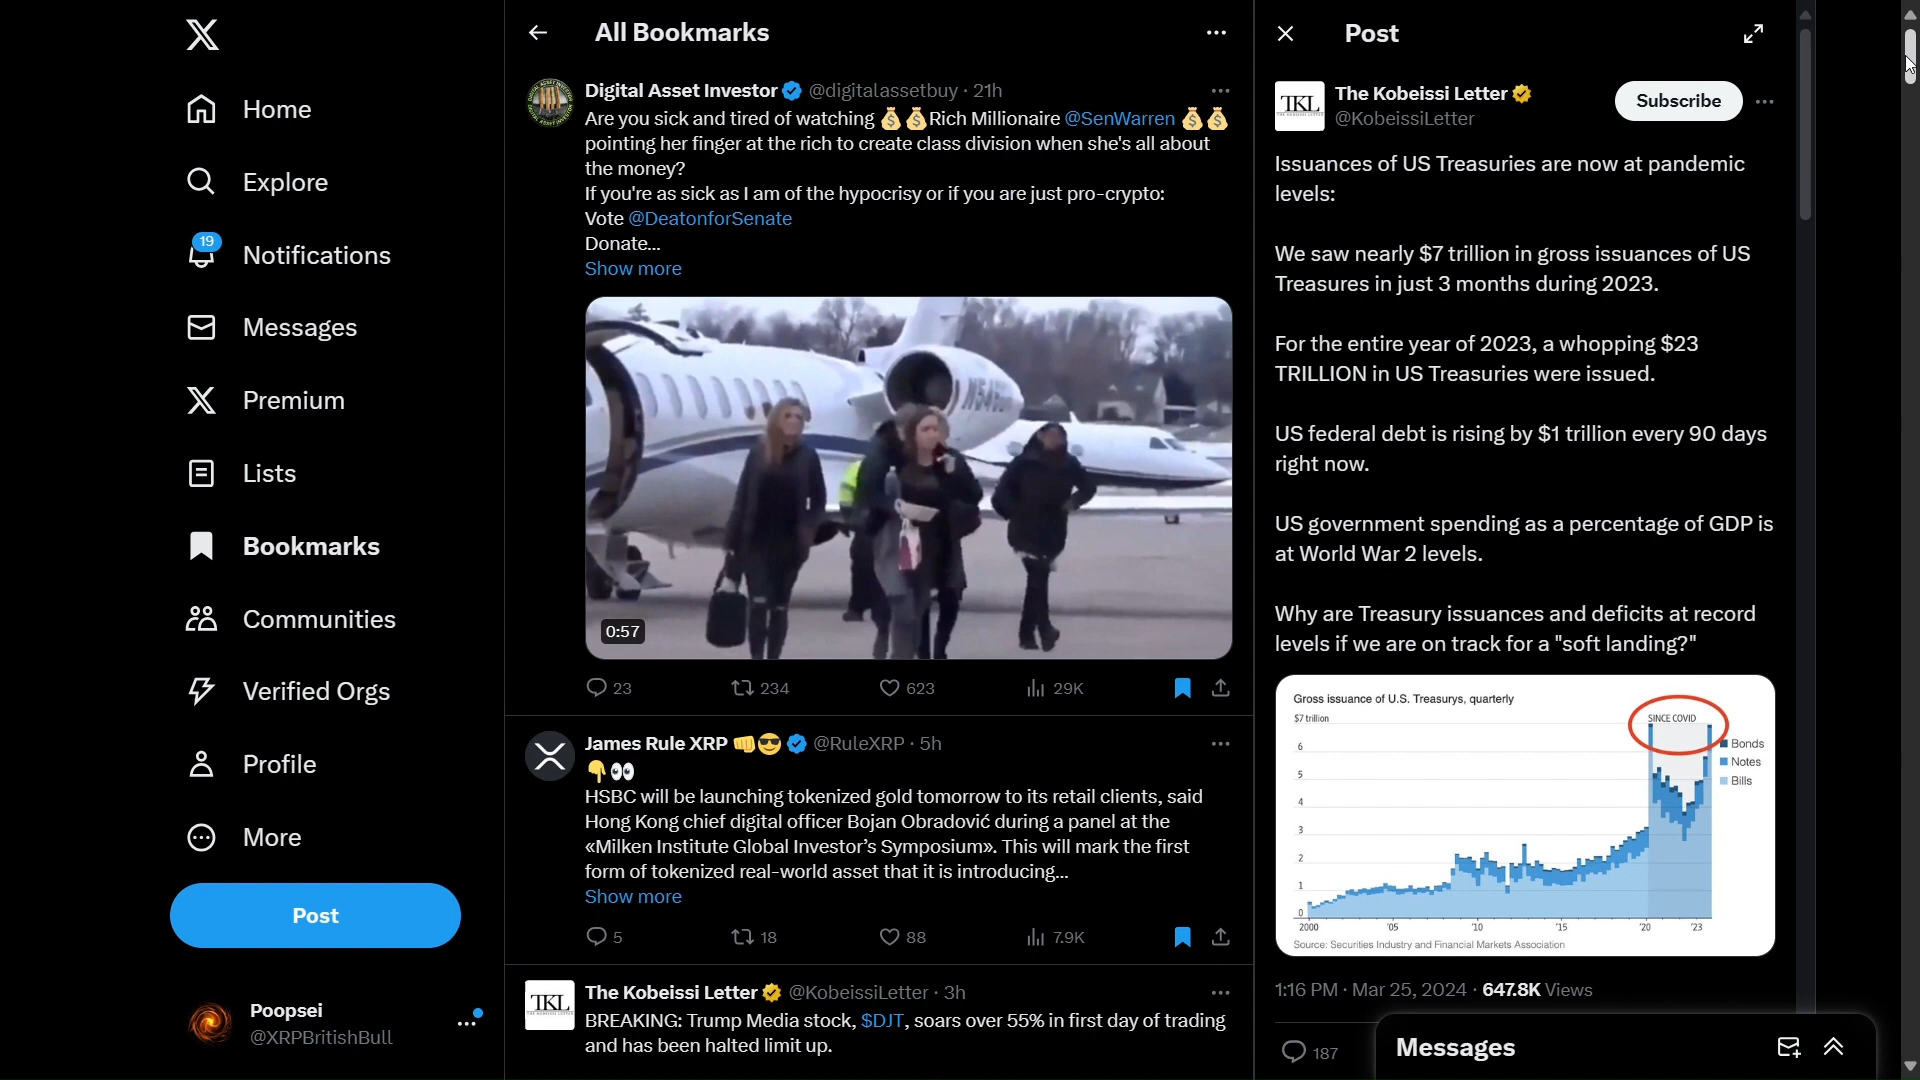 Home
Explore
19
Notifications
Messages
Premium
Lists
Bookmarks
Communities
Verified Orgs
Profile
More
Post
Poopsei
@XRPBritishBull
All Bookmarks
Digital Asset Investor @digitalassetbuy · 21h
Are you sick and tired of watching 💰💰Rich Millionaire @SenWarren 💰💰
pointing her finger at the rich to create class division when she's all about
the money?
If you're as sick as I am of the hypocrisy or if you are just pro-crypto:
Vote @DeatonforSenate
Donate...
Show more
0:57
23 234 623 29K
James Rule XRP 👊😎 @RuleXRP · 5h
👇👀
HSBC will be launching tokenized gold tomorrow to its retail clients, said
Hong Kong chief digital officer Bojan Obradović during a panel at the
«Milken Institute Global Investor’s Symposium». This will mark the first
form of tokenized real-world asset that it is introducing...
Show more
5 18 88 7.9K
TKL
The Kobeissi Letter @KobeissiLetter · 3h
BREAKING: Trump Media stock, $DJT, soars over 55% in first day of trading
and has been halted limit up.
Post
TKL
The Kobeissi Letter
@KobeissiLetter
Subscribe
Issuances of US Treasuries are now at pandemic
levels:
We saw nearly $7 trillion in gross issuances of US
Treasures in just 3 months during 2023.
For the entire year of 2023, a whopping $23
TRILLION in US Treasuries were issued.
US federal debt is rising by $1 trillion every 90 days
right now.
US government spending as a percentage of GDP is
at World War 2 levels.
Why are Treasury issuances and deficits at record
levels if we are on track for a "soft landing?"
Gross issuance of U.S. Treasurys, quarterly
$7 trillion
SINCE COVID
Bonds
Notes
Bills
6
5
4
3
2
1
0
2000 '05 '10 '15 '20 '23
Source: Securities Industry and Financial Markets Association
1:16 PM · Mar 25, 2024 · 647.8K Views
187
Messages